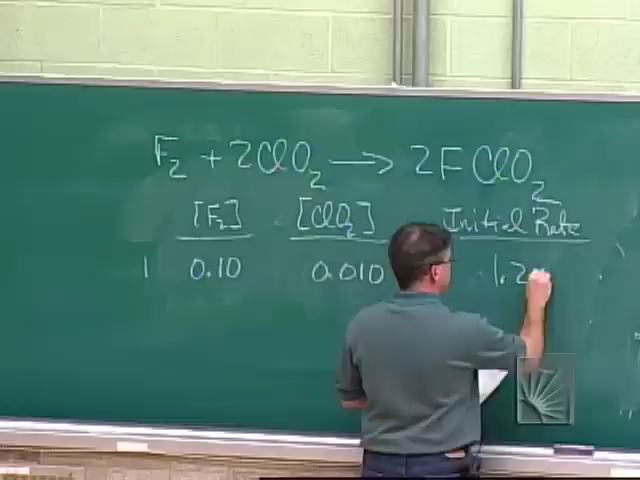 F₂ + 2ClO₂ → 2FClO₂
[F₂] [ClO₂] Initial Rate
1 0.10 0.010 1.2